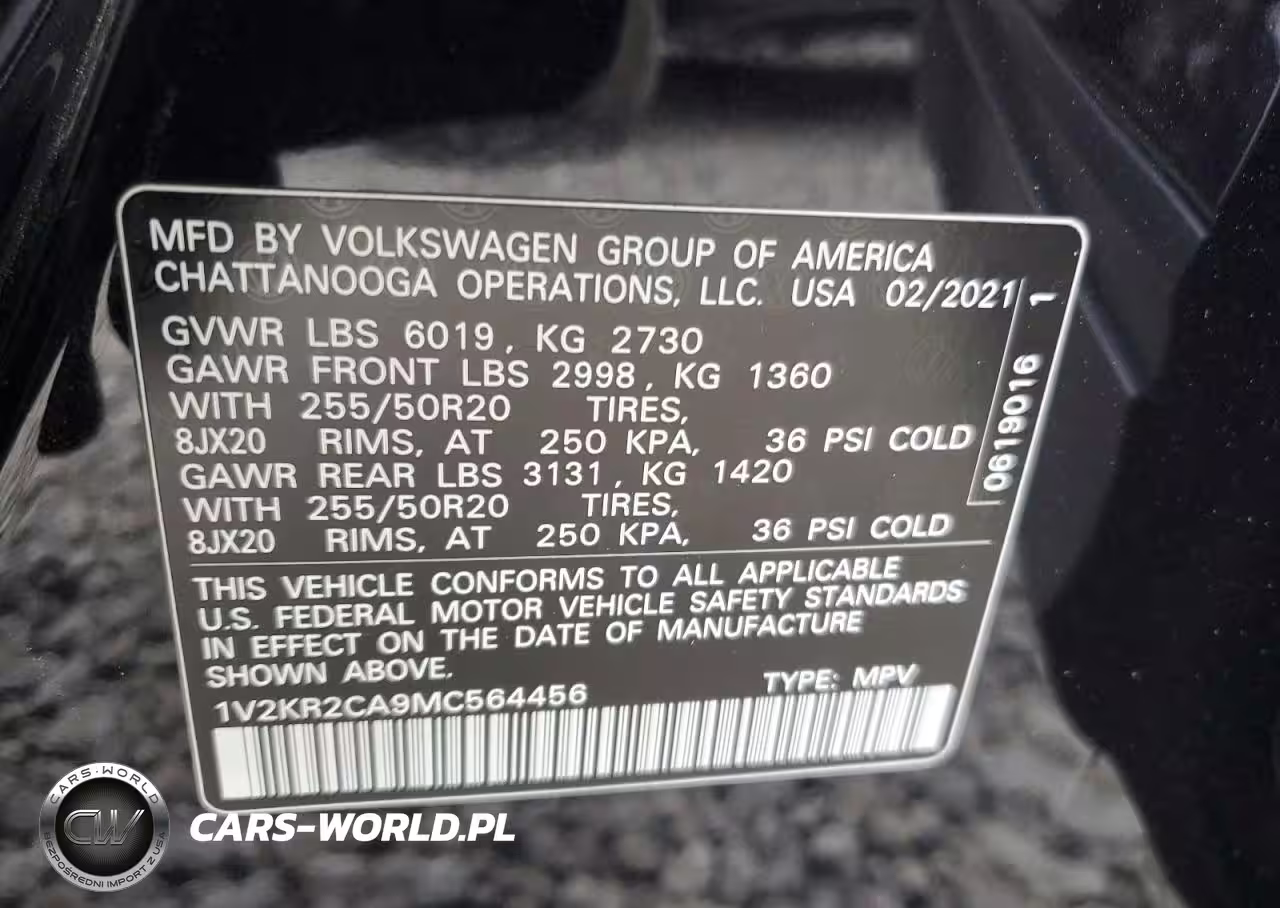 MFD BY VOLKSWAGEN GROUP OF AMERICA
CHATTANOOGA OPERATIONS, LLC. USA 02/2021
GVWR LBS 6019, KG 2730
GAWR FRONT LBS 2998, KG 1360
WITH 255/50R20 TIRES,
8JX20 RIMS, AT 250 KPA, 36 PSI COLD
GAWR REAR LBS 3131, KG 1420
WITH 255/50R20 TIRES,
8JX20 RIMS, AT 250 KPA, 36 PSI COLD
0619016 1
THIS VEHICLE CONFORMS TO ALL APPLICABLE
U.S. FEDERAL MOTOR VEHICLE SAFETY STANDARDS
IN EFFECT ON THE DATE OF MANUFACTURE
SHOWN ABOVE.
TYPE: MPV
1V2KR2CA9MC564456
CARS-WORLD
CW
BEZPOŚREDNI IMPORT Z USA
CARS-WORLD.PL